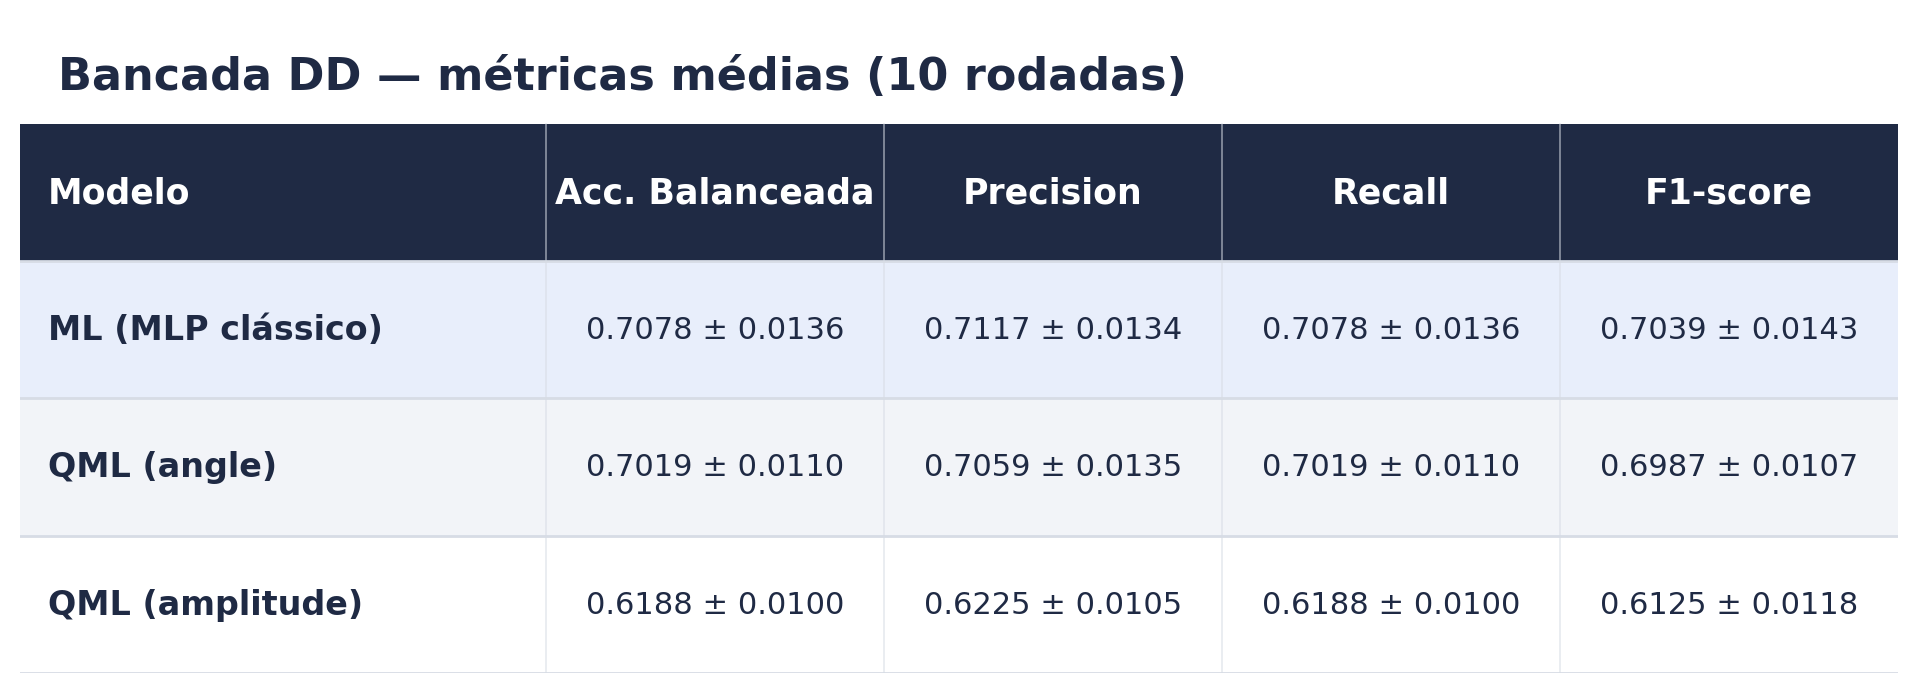 Bancada DD — métricas médias (10 rodadas)
Modelo Acc. Balanceada Precision Recall F1-score
ML (MLP clássico) 0.7078 ± 0.0136 0.7117 ± 0.0134 0.7078 ± 0.0136 0.7039 ± 0.0143
QML (angle) 0.7019 ± 0.0110 0.7059 ± 0.0135 0.7019 ± 0.0110 0.6987 ± 0.0107
QML (amplitude) 0.6188 ± 0.0100 0.6225 ± 0.0105 0.6188 ± 0.0100 0.6125 ± 0.0118